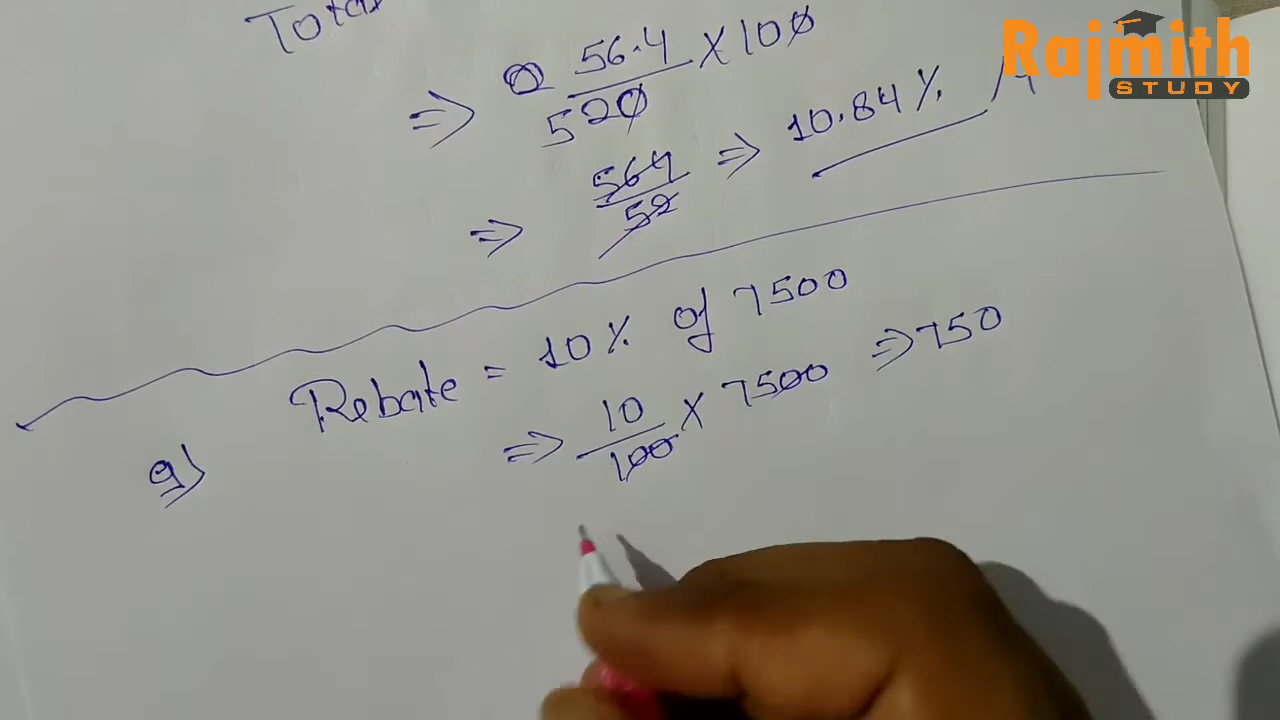 Total
Rajmith
STUDY
⇒ 56.4/520 × 100
⇒ 564/52 ⇒ 10.84%
Rebate = 10% of 7500
9)
⇒ 10/100 × 7500 ⇒ 750